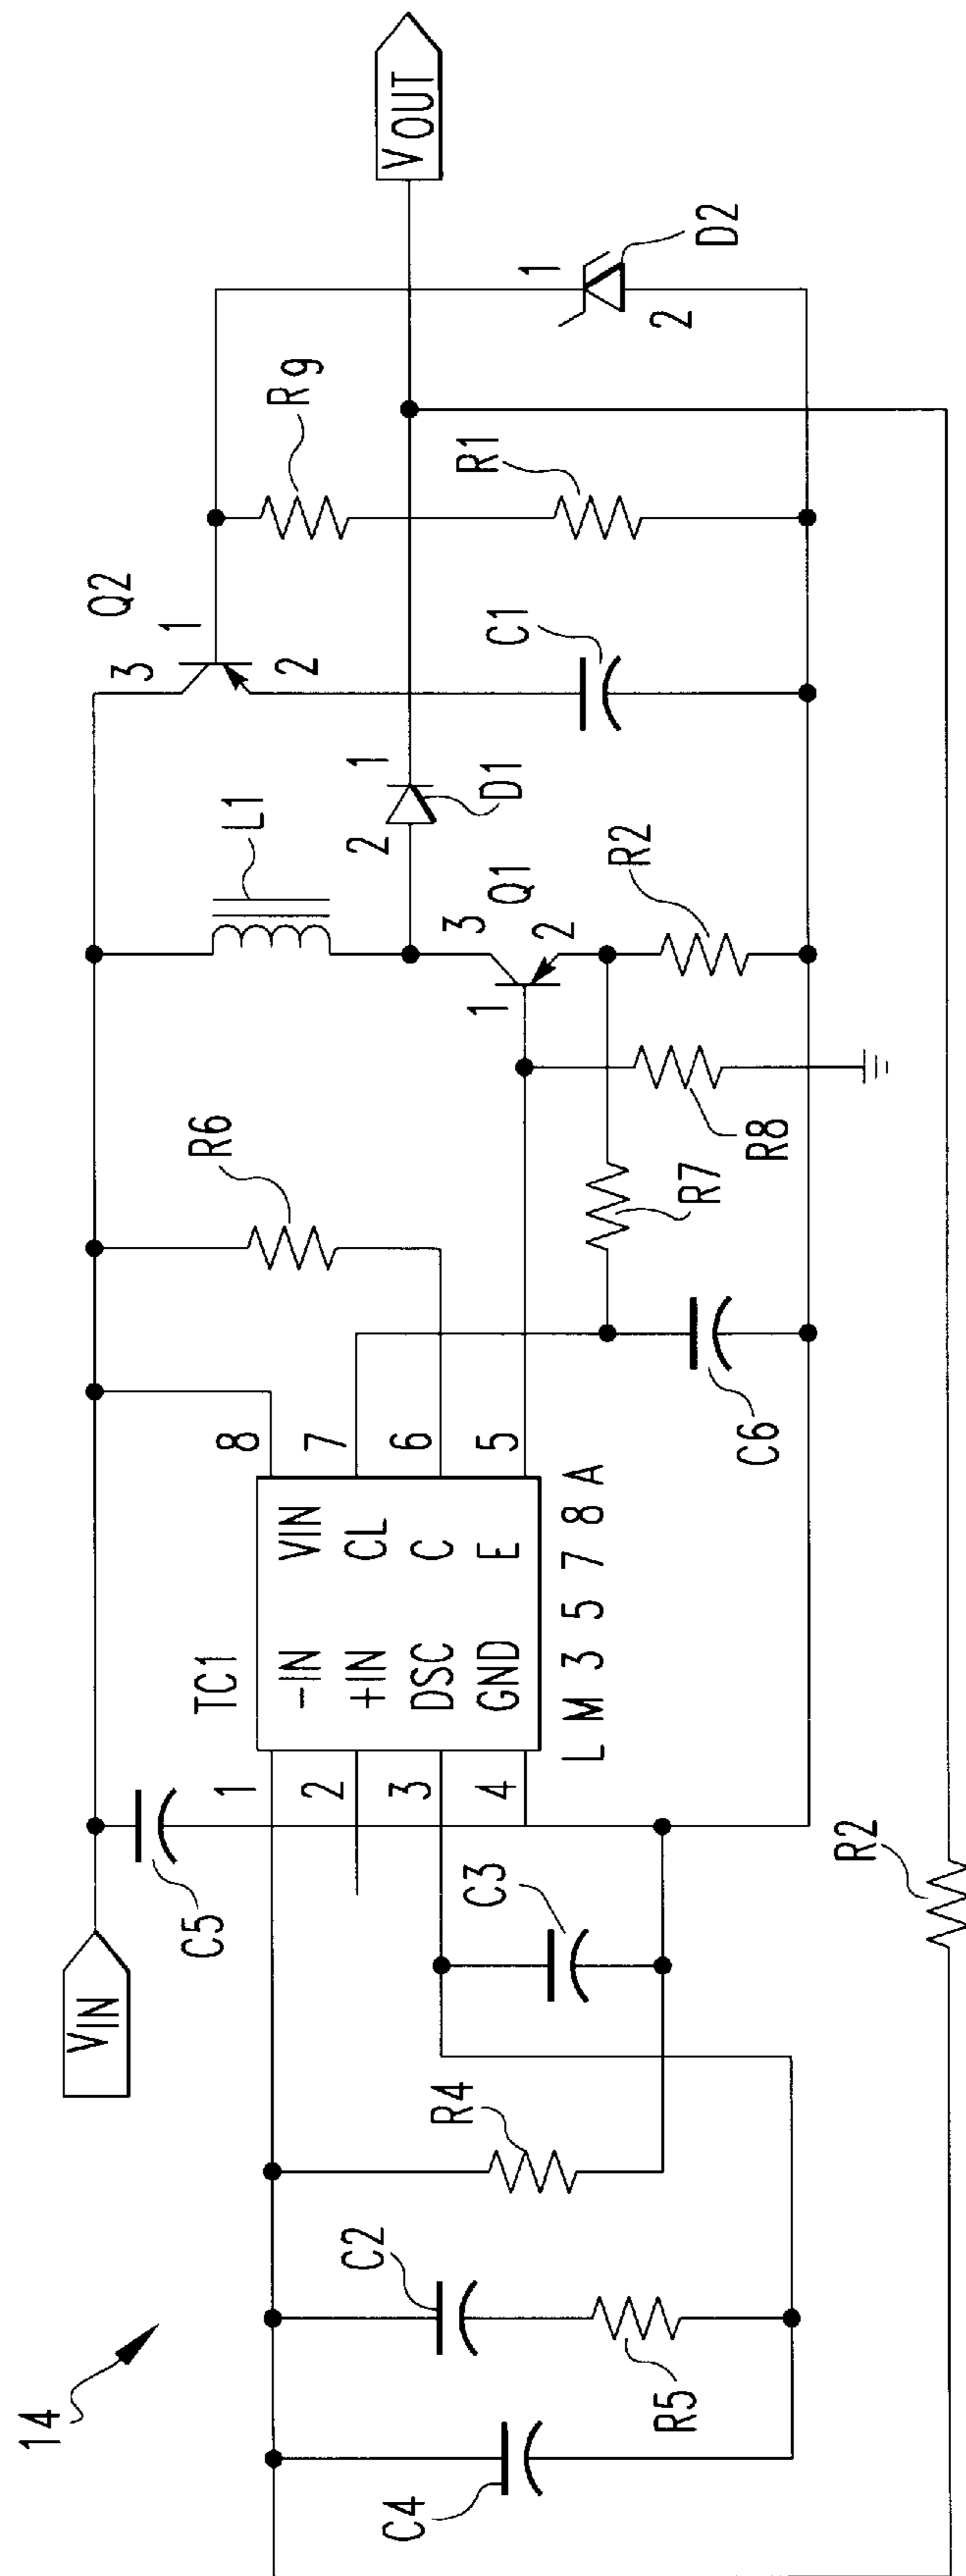 14
VIN
VOUT
C5
TC1
1
2
3
4
-IN
+IN
DSC
GND
VIN
CL
C
E
8
7
6
5
LM3578A
R6
L1
Q2
3
1
2
R9
R1
C1
2
1
D1
1
2
D2
3
Q1
1
2
R2
R8
R7
C6
C3
R4
C2
R5
C4
R2